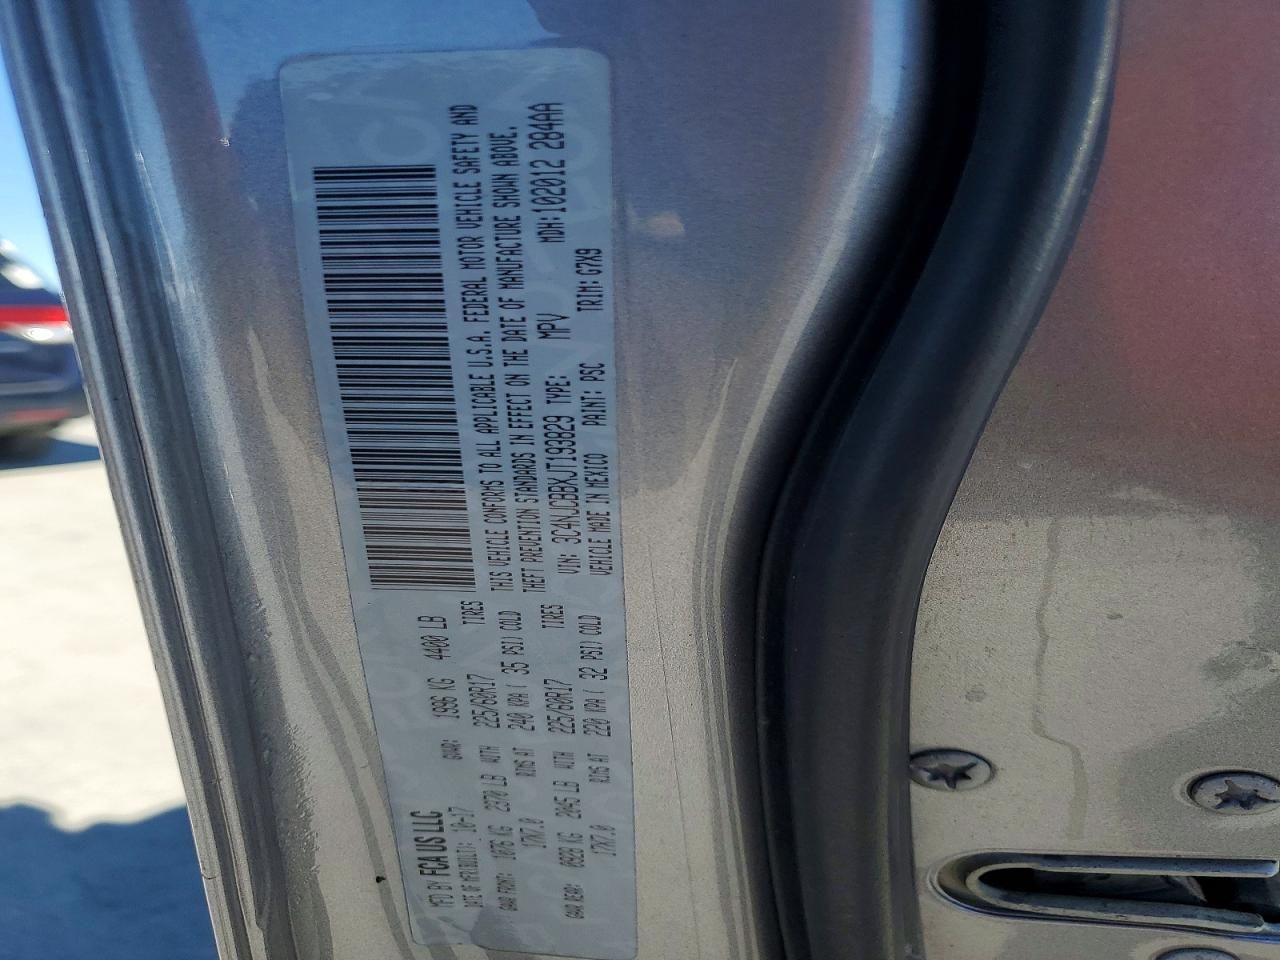 MFD BY FCA US LLC
DATE OF MFR(BUILT): 10-17 GVWR: 1996 KG 4400 LB
GAWR FRONT: 1076 KG 2370 LB WITH 225/60R17 TIRES
17X7.0 RIMS AT 240 KPA( 35 PSI) COLD
GAWR REAR: 0928 KG 2045 LB WITH 225/60R17 TIRES
17X7.0 RIMS AT 220 KPA( 32 PSI) COLD
THIS VEHICLE CONFORMS TO ALL APPLICABLE U.S.A. FEDERAL MOTOR VEHICLE SAFETY AND
THEFT PREVENTION STANDARDS IN EFFECT ON THE DATE OF MANUFACTURE SHOWN ABOVE.
VIN: 3C4NJCBBXJT193829 TYPE: MPV MDH:102012 284AA
VEHICLE MADE IN MEXICO PAINT: PSC TRIM: G7X9